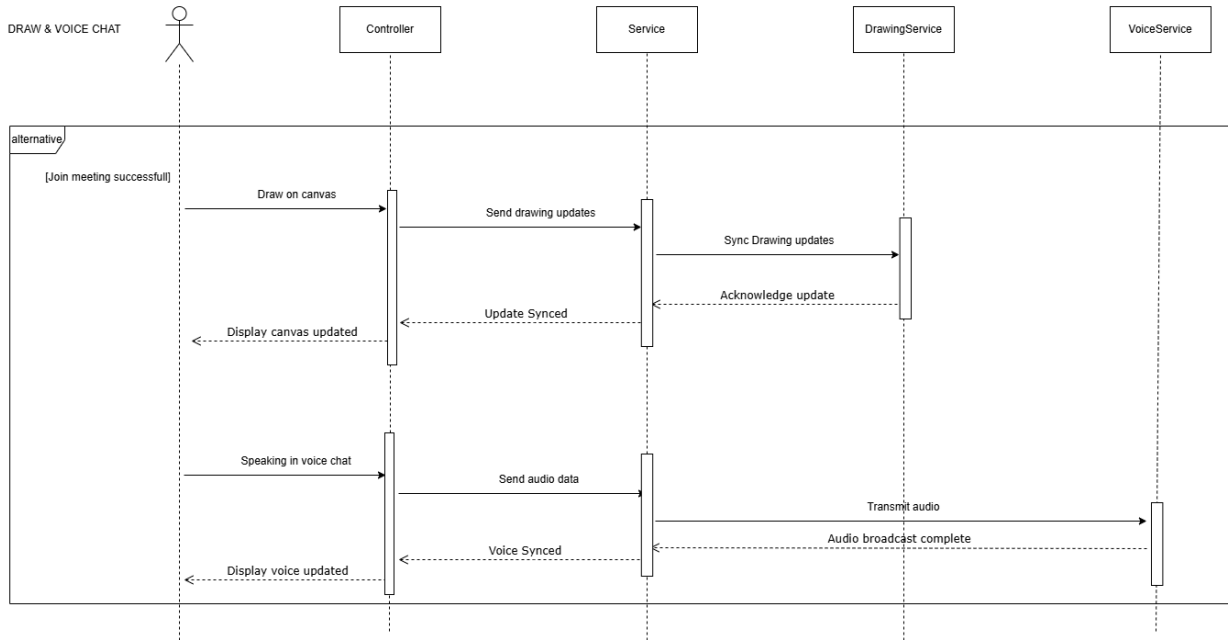 DRAW & VOICE CHAT
Controller
Service
DrawingService
VoiceService
alternative
[Join meeting successfull]
Draw on canvas
Send drawing updates
Sync Drawing updates
Acknowledge update
Update Synced
Display canvas updated
Speaking in voice chat
Send audio data
Transmit audio
Audio broadcast complete
Voice Synced
Display voice updated